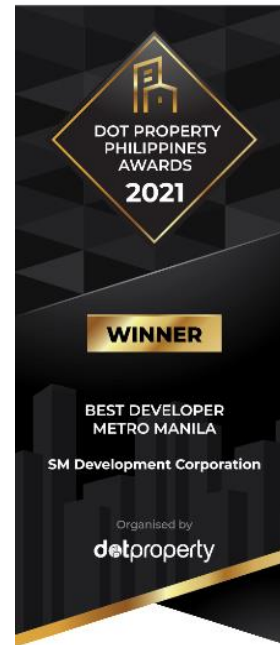 DOT PROPERTY
PHILIPPINES
AWARDS
2021
WINNER
BEST DEVELOPER
METRO MANILA
SM Development Corporation
Organised by
dotproperty